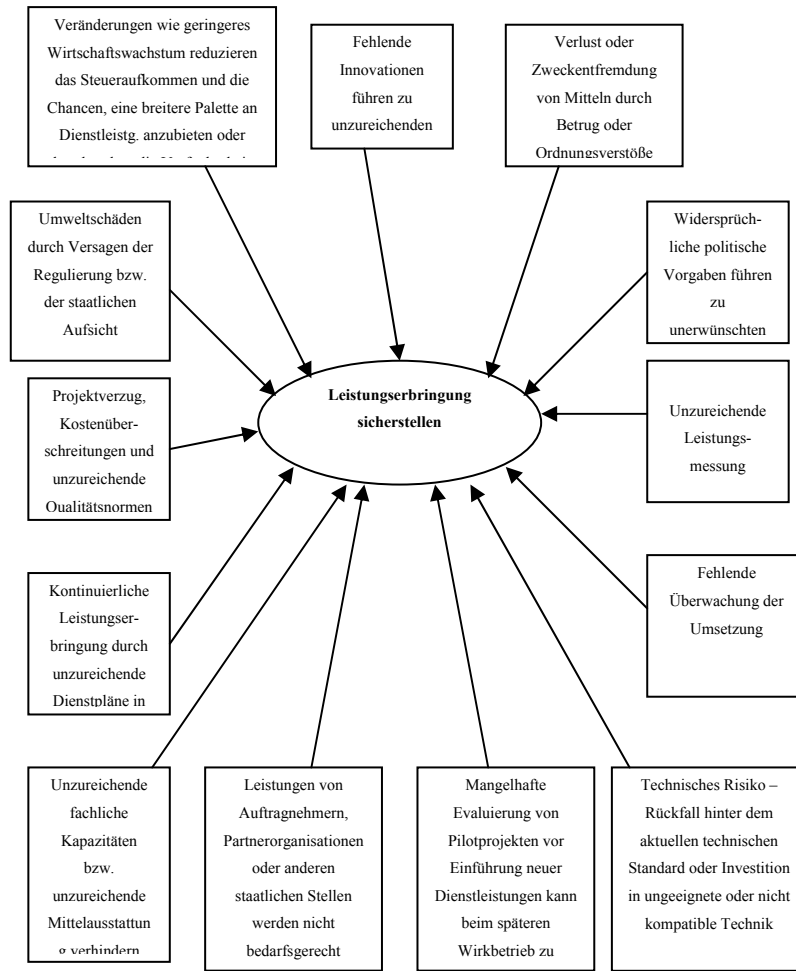 Veränderungen wie geringeres
Wirtschaftswachstum reduzieren
das Steueraufkommen und die
Chancen, eine breitere Palette an
Dienstleistg. anzubieten oder
Fehlende
Innovationen
führen zu
unzureichenden
Verlust oder
Zweckentfremdung
von Mitteln durch
Betrug oder
Ordnungsverstöße
Umweltschäden
durch Versagen der
Regulierung bzw.
der staatlichen
Aufsicht
Widersprüch-
liche politische
Vorgaben führen
zu
unerwünschten
Leistungserbringung
sicherstellen
Projektverzug,
Kostenüber-
schreitungen und
unzureichende
Qualitätsnormen
Unzureichende
Leistungs-
messung
Kontinuierliche
Leistungser-
bringung durch
unzureichende
Dienstpläne in
Fehlende
Überwachung der
Umsetzung
Unzureichende
fachliche
Kapazitäten
bzw.
unzureichende
Mittelausstattun
g verhindern
Leistungen von
Auftragnehmern,
Partnerorganisationen
oder anderen
staatlichen Stellen
werden nicht
bedarfsgerecht
Mangelhafte
Evaluierung von
Pilotprojekten vor
Einführung neuer
Dienstleistungen kann
beim späteren
Wirkbetrieb zu
Technisches Risiko –
Rückfall hinter dem
aktuellen technischen
Standard oder Investition
in ungeeignete oder nicht
kompatible Technik